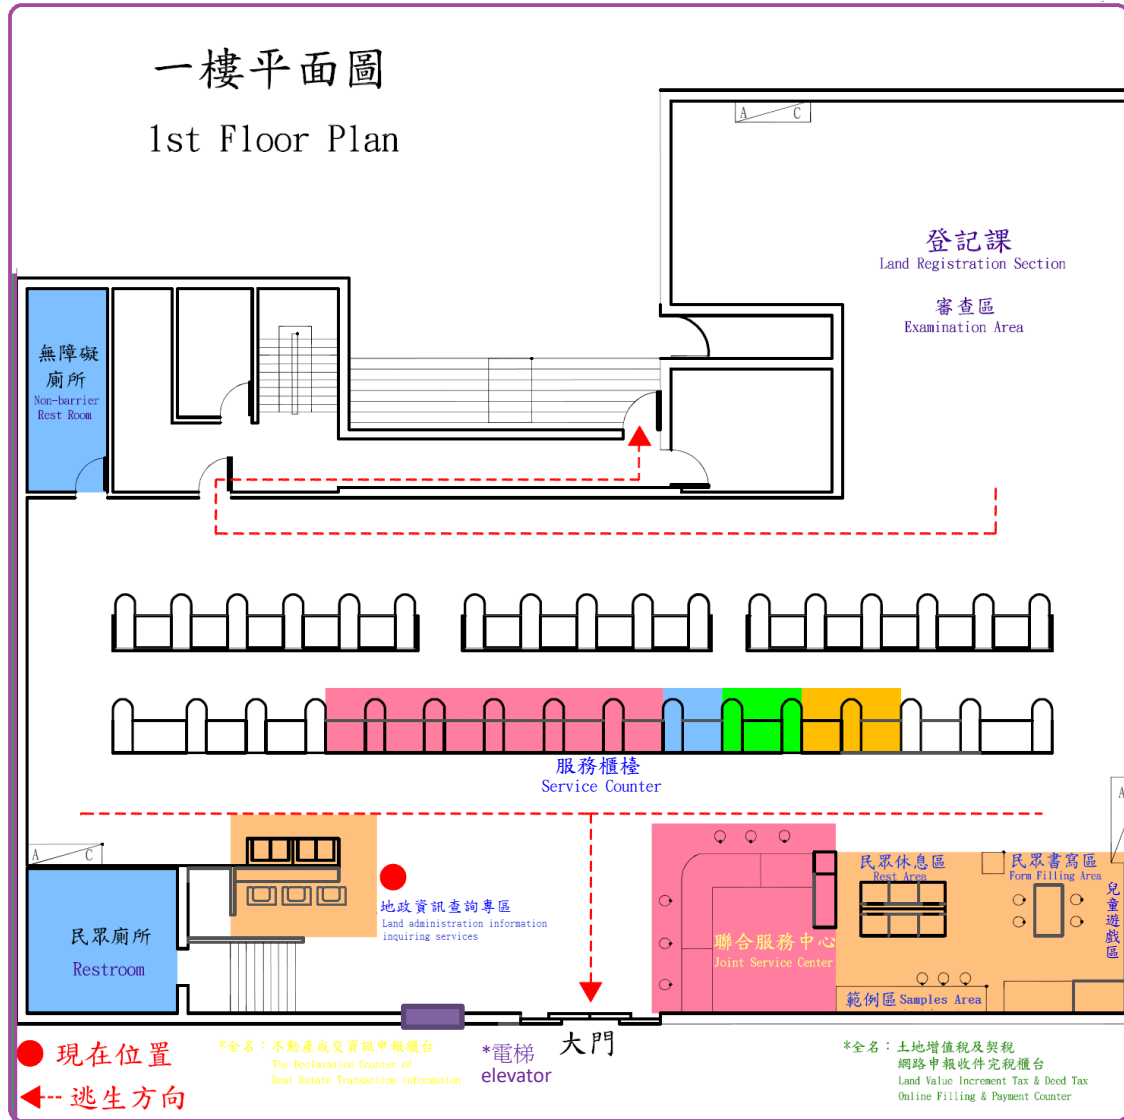 一樓平面圖
1st Floor Plan
A C
登記課
Land Registration Section
審查區
Examination Area
無障礙
廁所
Non-barrier
Rest Room
服務櫃檯
Service Counter
A
A C
民眾廁所
Restroom
地政資訊查詢專區
Land administration information
inquiring services
聯合服務中心
Joint Service Center
民眾休息區
Rest Area
民眾書寫區
Form Filling Area
兒童遊戲區
範例區 Samples Area
現在位置
逃生方向
*全名：不動產成交資訊申報櫃台
The Declaration Counter of
Real Estate Transaction Information
*電梯
elevator
大門
*全名：土地增值稅及契稅
網路申報收件完稅櫃台
Land Value Increment Tax & Deed Tax
Online Filling & Payment Counter